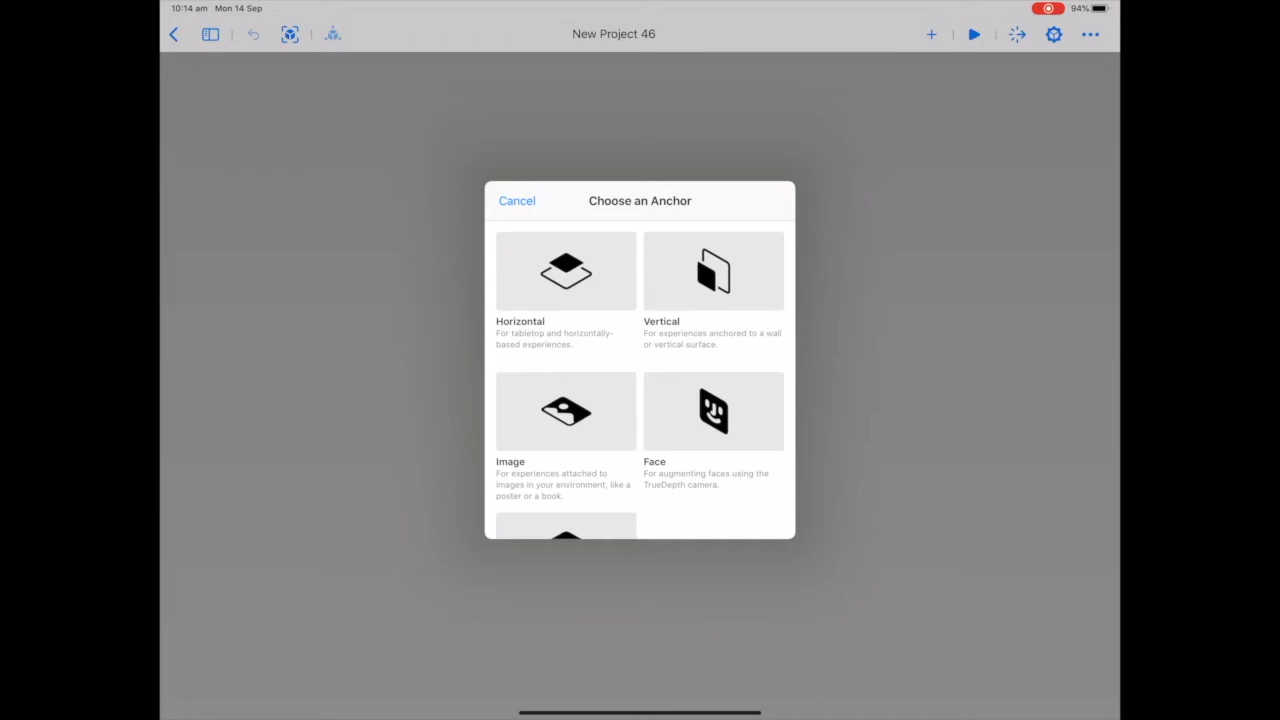 10:14 am Mon 14 Sep
94%
New Project 46
Cancel
Choose an Anchor
Horizontal
For tabletop and horizontally-
based experiences.
Vertical
For experiences anchored to a wall
or vertical surface.
Image
For experiences attached to
images in your environment, like a
poster or a book.
Face
For augmenting faces using the
TrueDepth camera.